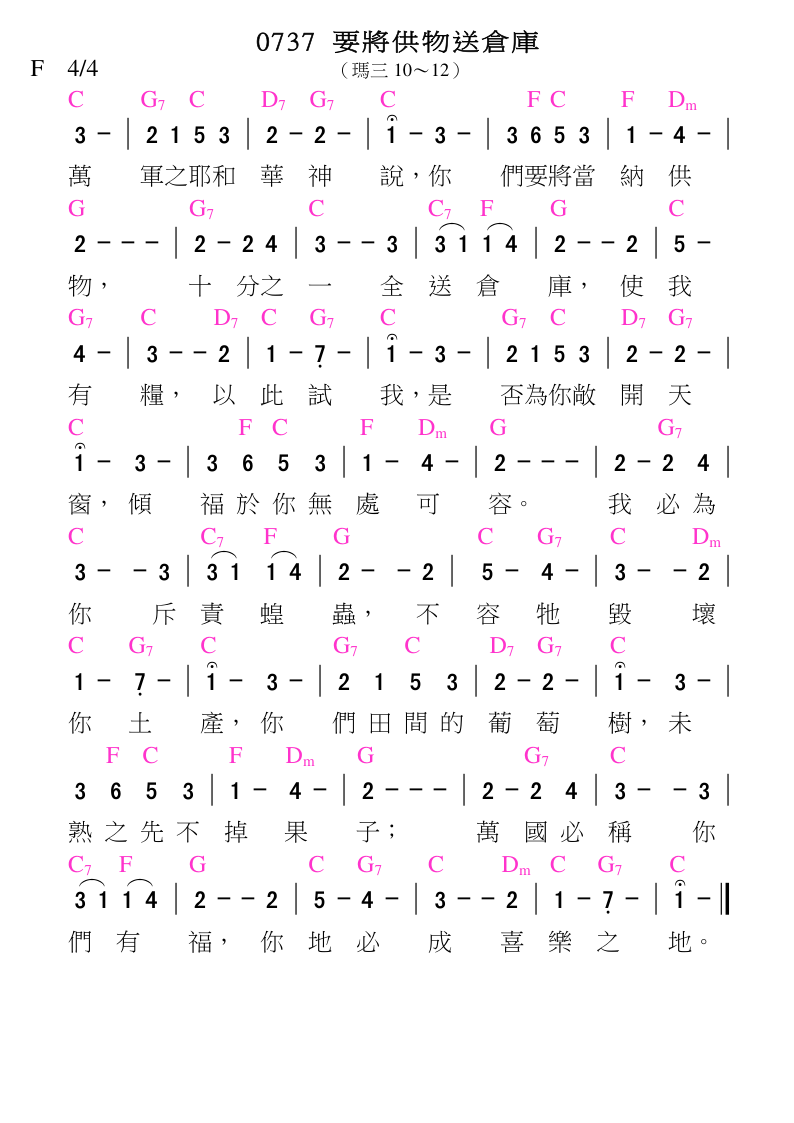 0737 要將供物送倉庫
F 4/4 （瑪三 10～12）
C G7 C D7 G7 C F C F Dm
3 - | 2 1 5 3 | 2 - 2 - | 1 - 3 - | 3 6 5 3 | 1 - 4 - |
萬 軍之耶和 華 神 說，你 們要將當 納 供
G G7 C C7 F G C
2 - - - | 2 - 2 4 | 3 - - 3 | 3 1 1 4 | 2 - - 2 | 5 -
物， 十 分之 一 全 送 倉 庫， 使 我
G7 C D7 C G7 C G7 C D7 G7
4 - | 3 - - 2 | 1 - 7 - | 1 - 3 - | 2 1 5 3 | 2 - 2 - |
有 糧， 以 此 試 我，是 否為你敞 開 天
C F C F Dm G G7
1 - 3 - | 3 6 5 3 | 1 - 4 - | 2 - - - | 2 - 2 4 |
窗， 傾 福 於 你 無 處 可 容。 我 必 為
C C7 F G C G7 C Dm
3 - - 3 | 3 1 1 4 | 2 - - 2 | 5 - 4 - | 3 - - 2 |
你 斥 責 蝗 蟲， 不 容 牠 毀 壞
C G7 C G7 C D7 G7 C
1 - 7 - | 1 - 3 - | 2 1 5 3 | 2 - 2 - | 1 - 3 - |
你 土 產， 你 們 田 間 的 葡 萄 樹， 未
F C F Dm G G7 C
3 6 5 3 | 1 - 4 - | 2 - - - | 2 - 2 4 | 3 - - 3 |
熟 之 先 不 掉 果 子； 萬 國 必 稱 你
C7 F G C G7 C Dm C G7 C
3 1 1 4 | 2 - - 2 | 5 - 4 - | 3 - - 2 | 1 - 7 - | 1 - ‖
們 有 福， 你 地 必 成 喜 樂 之 地。